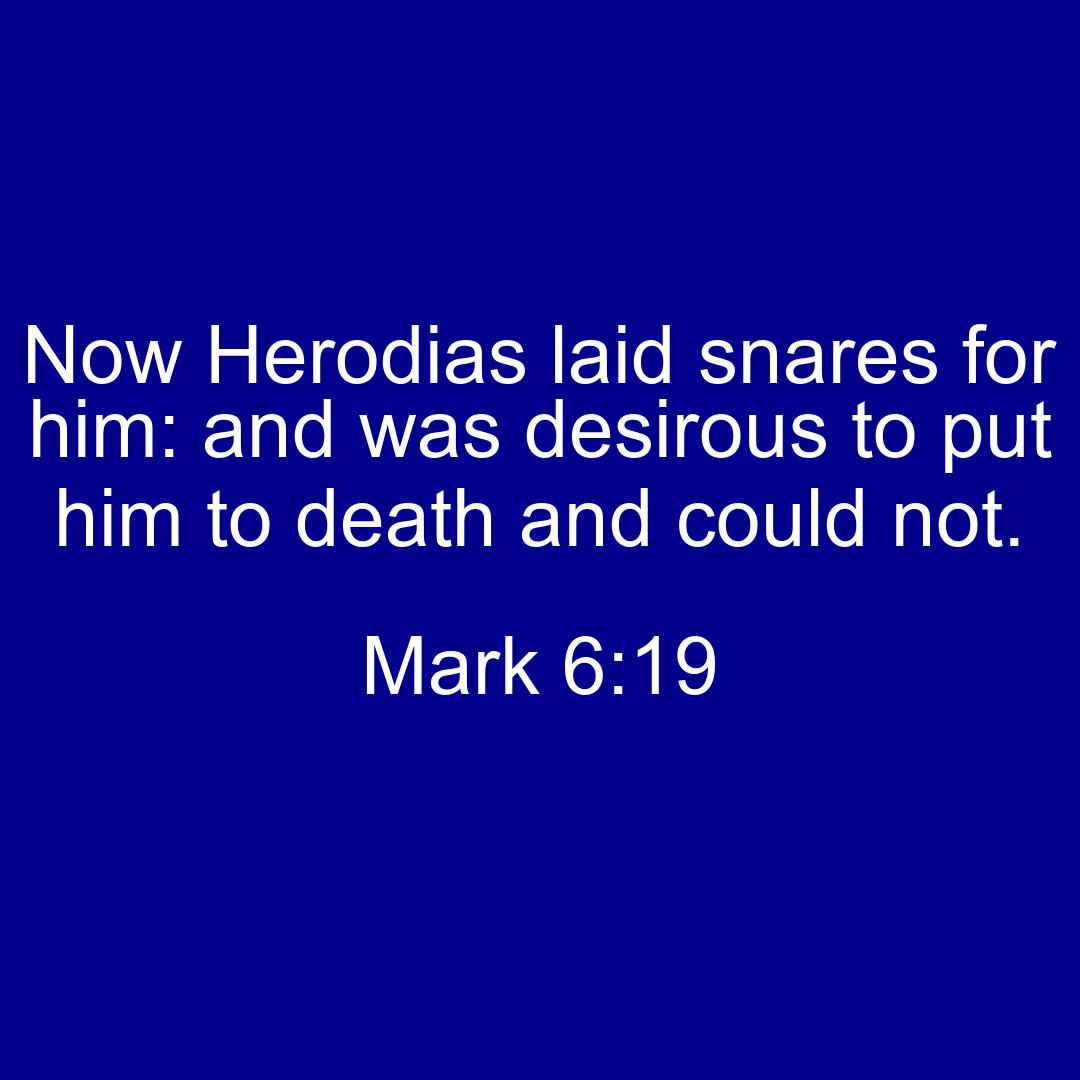 Now Herodias laid snares for
him: and was desirous to put
him to death and could not.
Mark 6:19